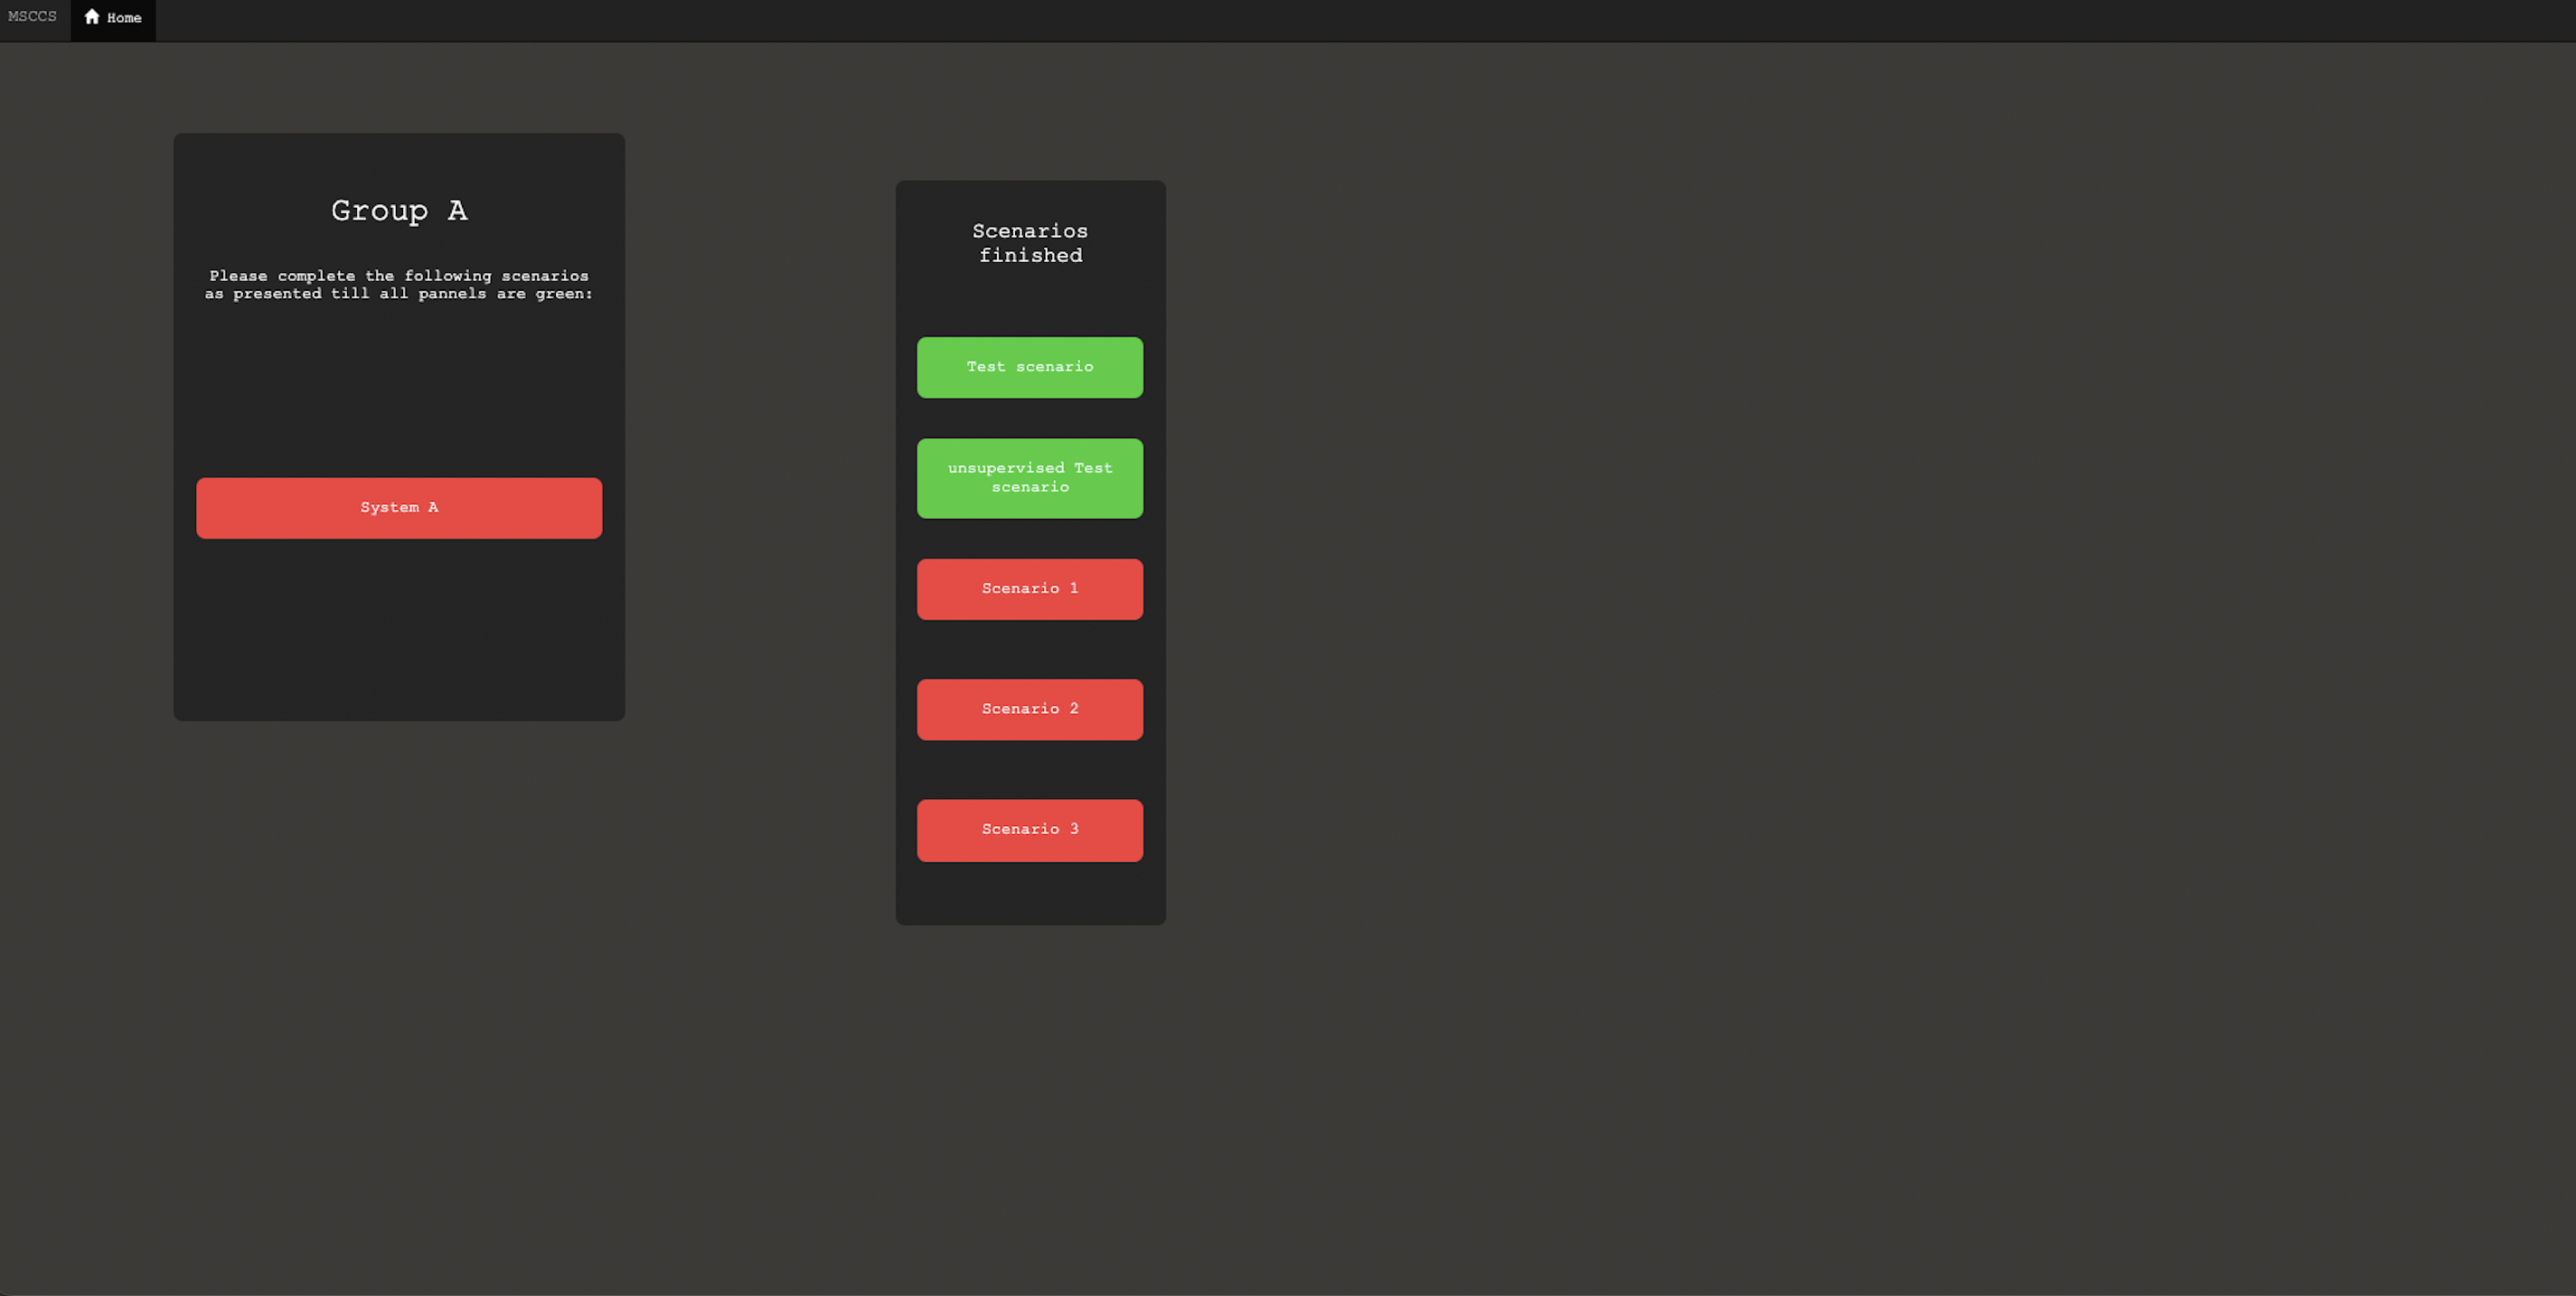 MSCCS
Home
Group A
Please complete the following scenarios
as presented till all pannels are green:
System A
Scenarios
finished
Test scenario
unsupervised Test
scenario
Scenario 1
Scenario 2
Scenario 3